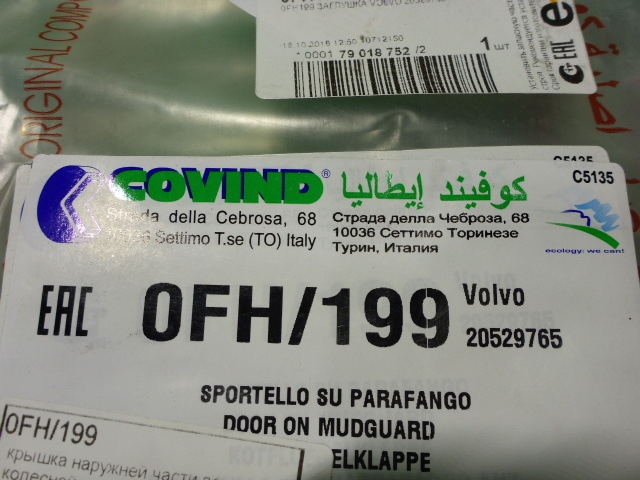 0FH199 ЗАГЛУШКА VOLVO
18.10.2016 12:50 10712150
* 0001 79 018 752 /2
1 шт
ORIGINAL COMP
C5135
C5135
COVIND® كوفيند إيطاليا
Strada della Cebrosa, 68
10036 Settimo T.se (TO) Italy
Страда делла Чеброза, 68
10036 Сеттимо Торинезе
Турин, Италия
ecology: we can!
EAC
0FH/199
Volvo
20529765
SPORTELLO SU PARAFANGO
DOOR ON MUDGUARD
ELKLAPPE
0FH/199
крышка наружней части
колесной